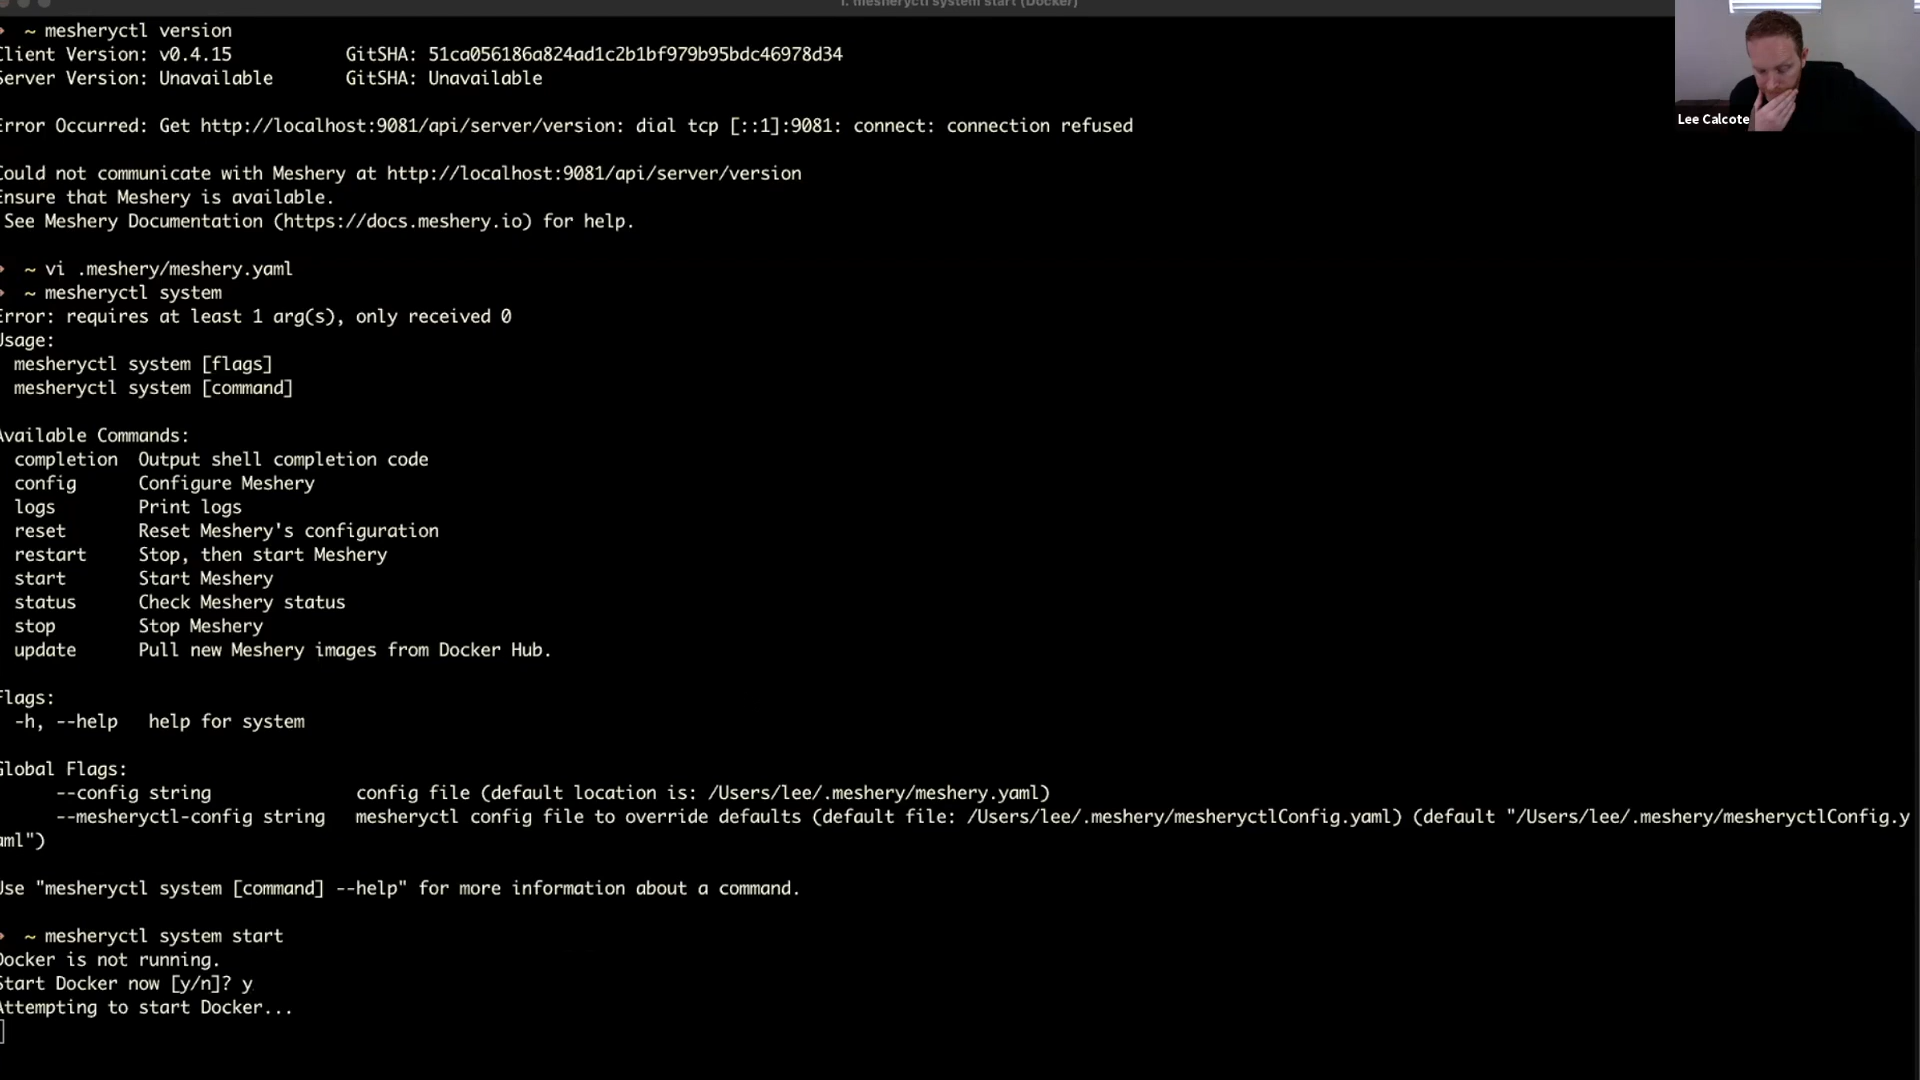 1. mesheryctl system start (Docker)
~ mesheryctl version
Client Version: v0.4.15 GitSHA: 51ca056186a824ad1c2b1bf979b95bdc46978d34
Server Version: Unavailable GitSHA: Unavailable
Error Occurred: Get http://localhost:9081/api/server/version: dial tcp [::1]:9081: connect: connection refused
Could not communicate with Meshery at http://localhost:9081/api/server/version
Ensure that Meshery is available.
See Meshery Documentation (https://docs.meshery.io) for help.
~ vi .meshery/meshery.yaml
~ mesheryctl system
Error: requires at least 1 arg(s), only received 0
Usage:
mesheryctl system [flags]
mesheryctl system [command]
Available Commands:
completion Output shell completion code
config Configure Meshery
logs Print logs
reset Reset Meshery's configuration
restart Stop, then start Meshery
start Start Meshery
status Check Meshery status
stop Stop Meshery
update Pull new Meshery images from Docker Hub.
Flags:
-h, --help help for system
Global Flags:
--config string config file (default location is: /Users/lee/.meshery/meshery.yaml)
--mesheryctl-config string mesheryctl config file to override defaults (default file: /Users/lee/.meshery/mesheryctlConfig.yaml) (default "/Users/lee/.meshery/mesheryctlConfig.y
aml")
Use "mesheryctl system [command] --help" for more information about a command.
~ mesheryctl system start
Docker is not running.
Start Docker now [y/n]? y
Attempting to start Docker...
Lee Calcote